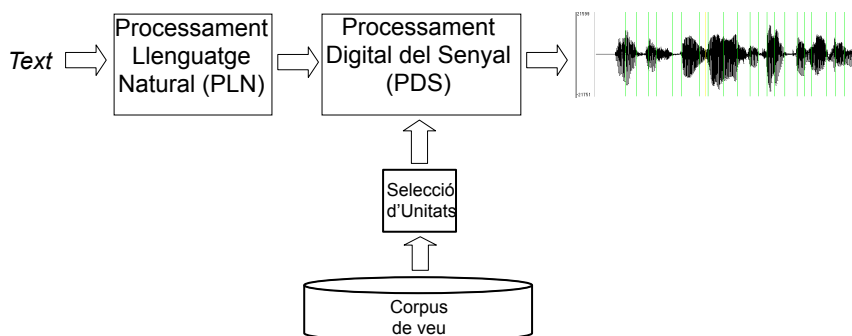 Text
Processament
Llenguatge
Natural (PLN)
Processament
Digital del Senyal
(PDS)
Selecció
d’Unitats
Corpus
de veu